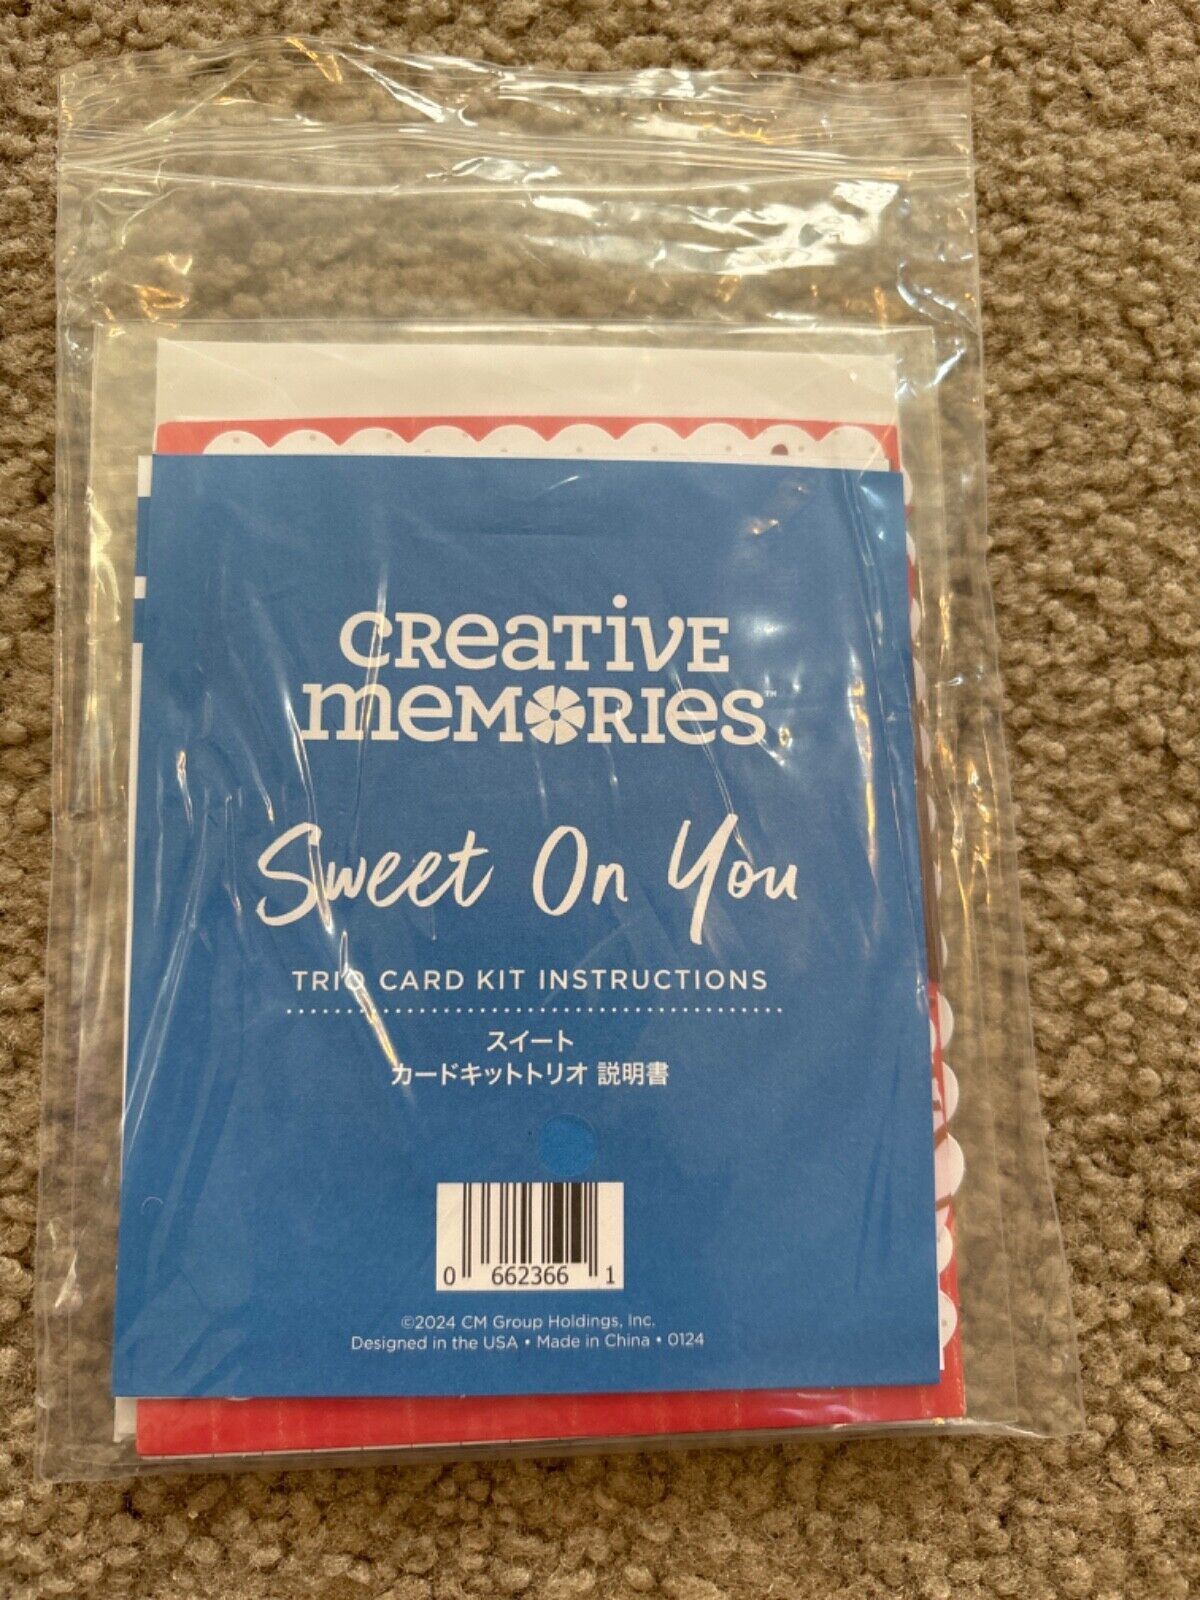 CREATIVE
MEMORIES™
Sweet On You
TRIO CARD KIT INSTRUCTIONS
スイート
カードキットトリオ 説明書
0 662366 1
©2024 CM Group Holdings, Inc.
Designed in the USA • Made in China • 0124